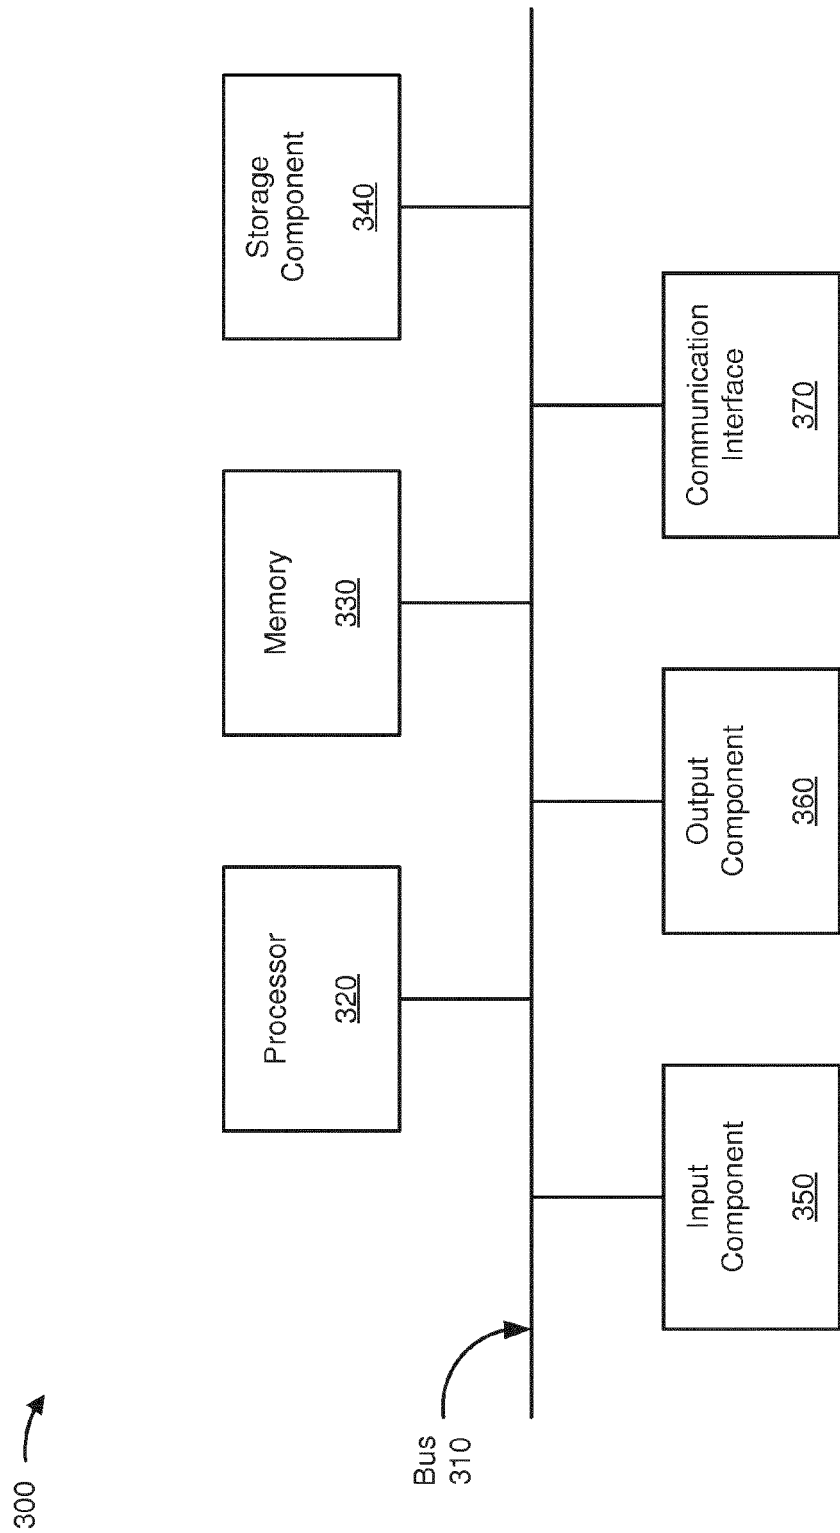 300
Processor
320
Memory
330
Storage
Component
340
Bus
310
Input
Component
350
Output
Component
360
Communication
Interface
370